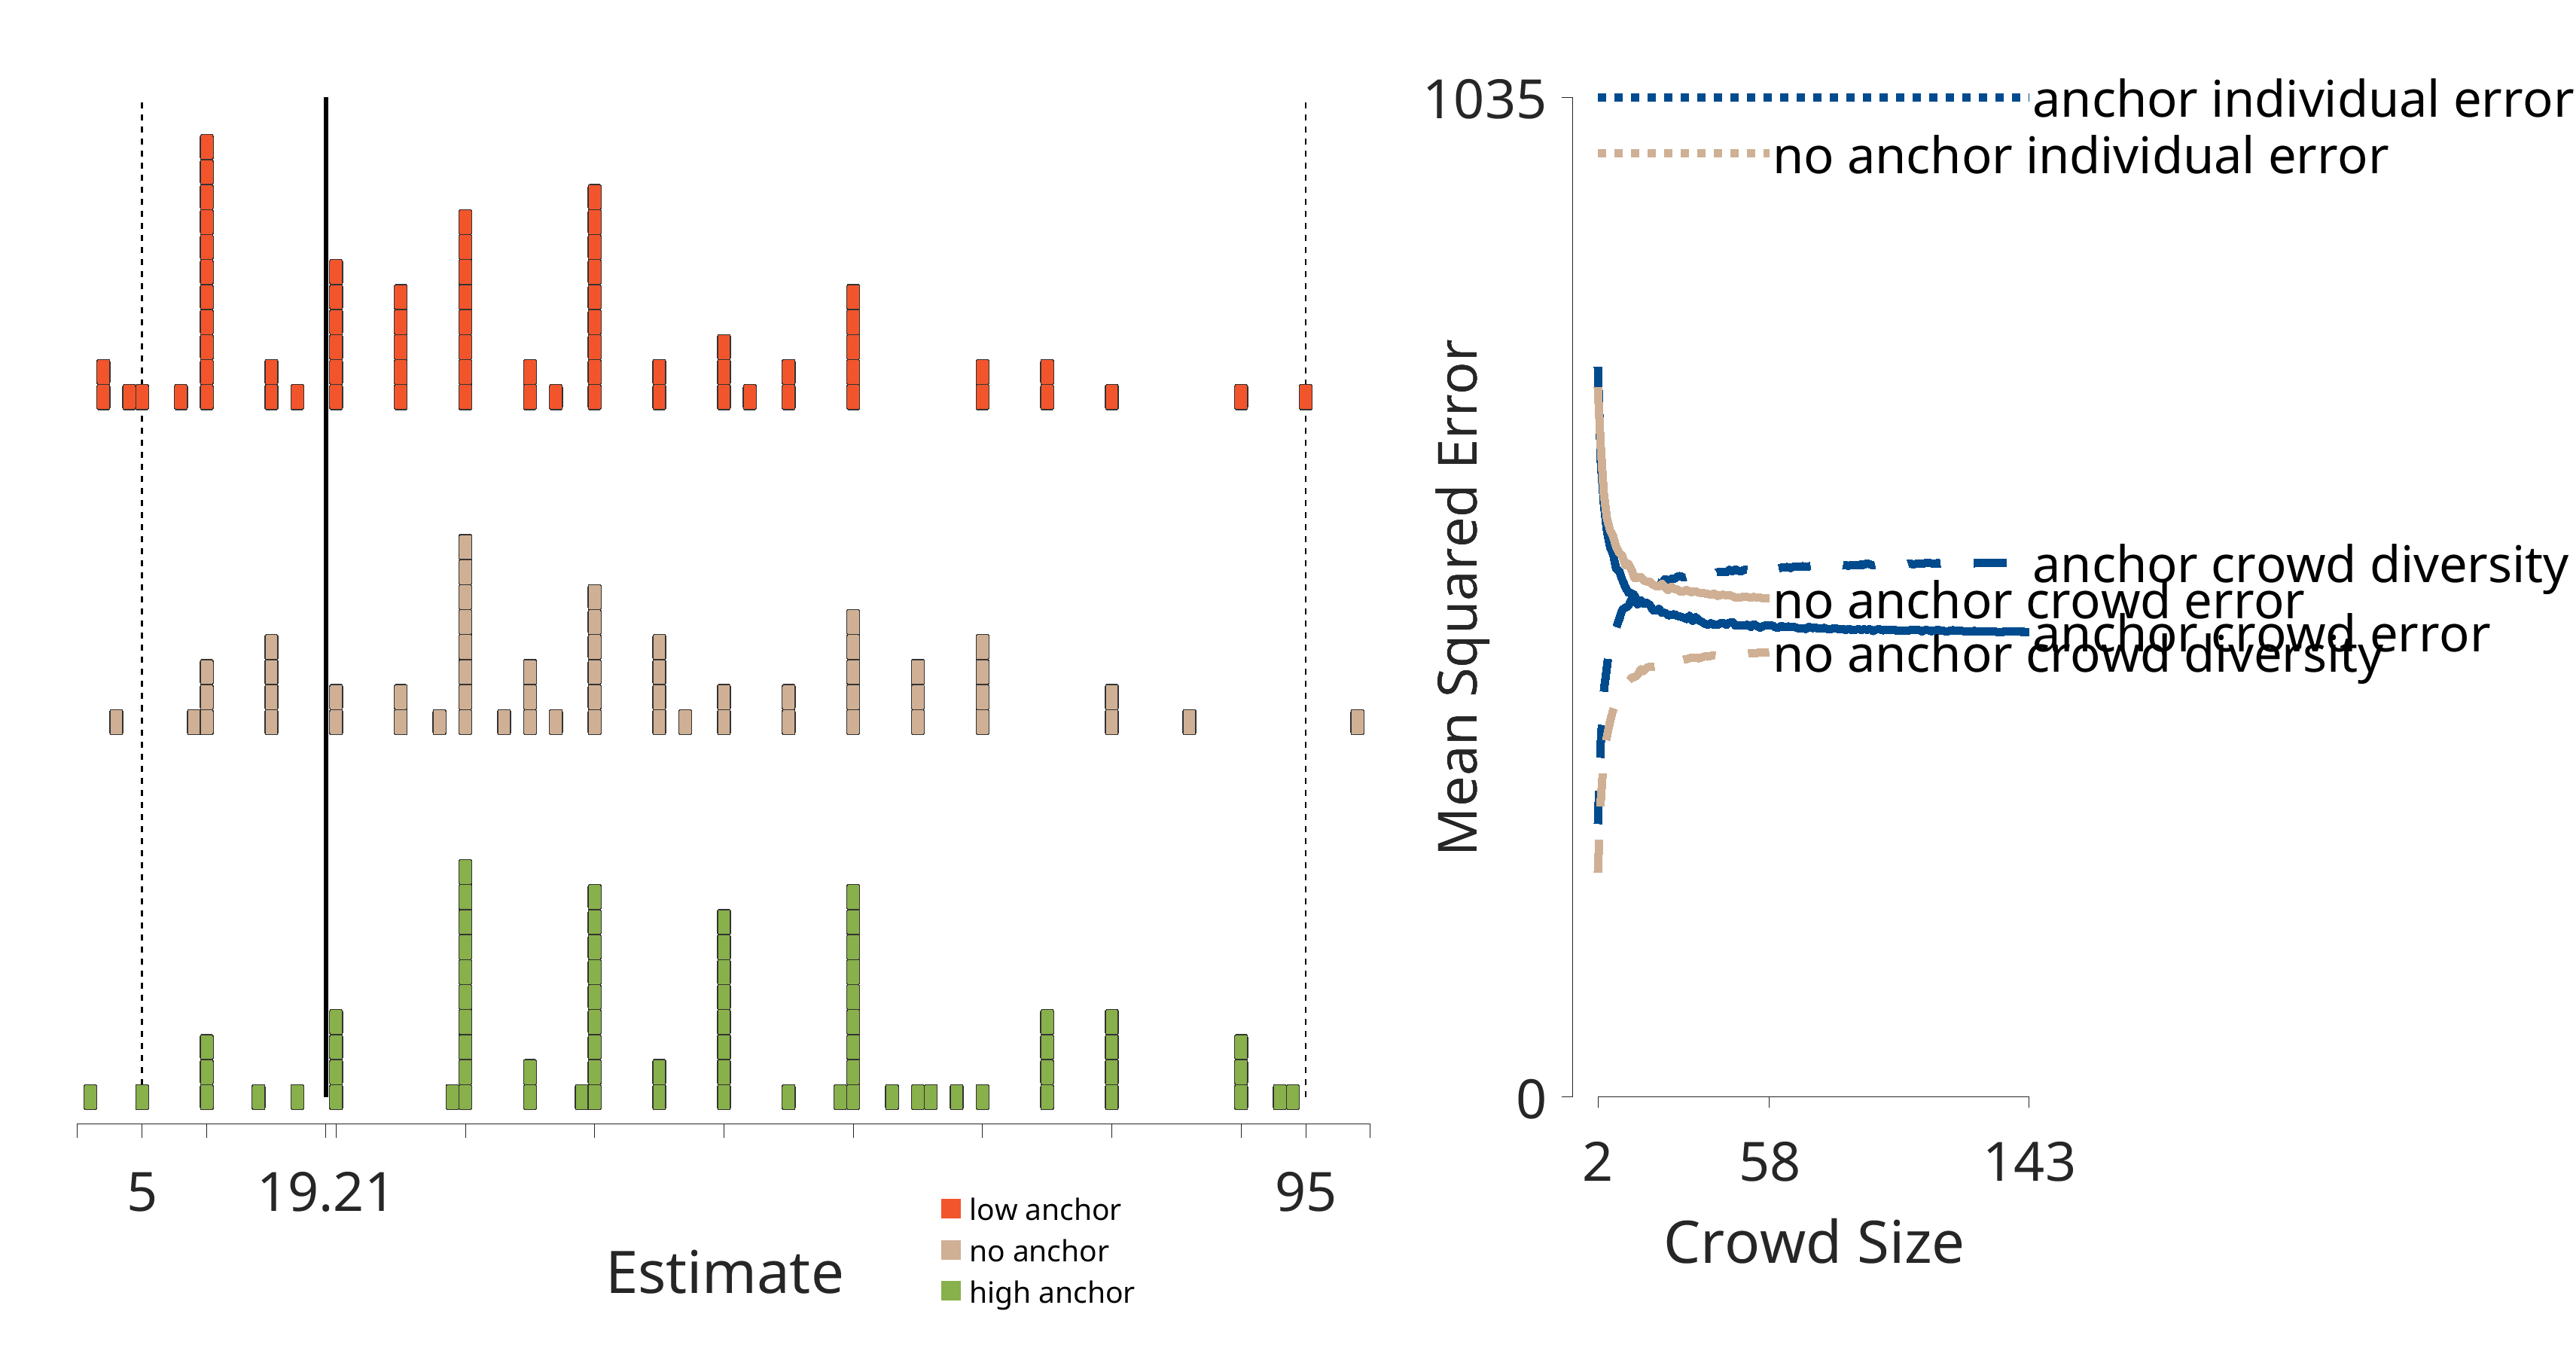 5
19.21
95
Estimate
low anchor
no anchor
high anchor
1035
0
Mean Squared Error
anchor individual error
no anchor individual error
anchor crowd diversity
no anchor crowd error
anchor crowd error
no anchor crowd diversity
2
58
143
Crowd Size